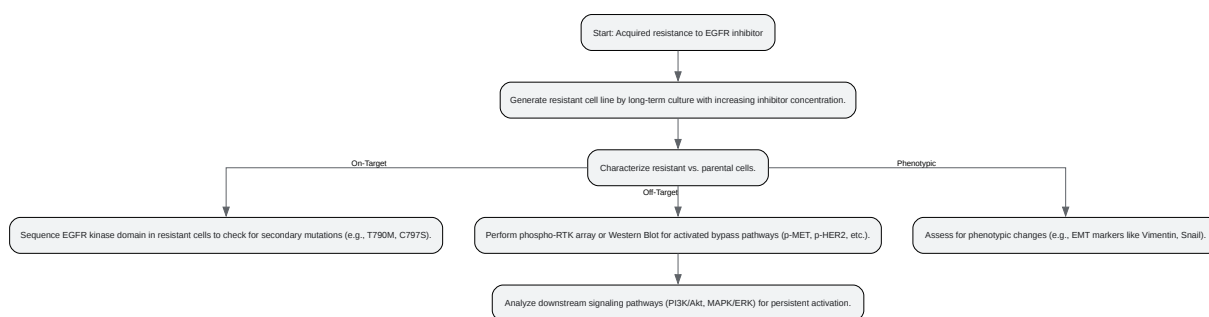 Start: Acquired resistance to EGFR inhibitor
Generate resistant cell line by long-term culture with increasing inhibitor concentration.
Characterize resistant vs. parental cells.
On-Target
Off-Target
Phenotypic
Sequence EGFR kinase domain in resistant cells to check for secondary mutations (e.g., T790M, C797S).
Perform phospho-RTK array or Western Blot for activated bypass pathways (p-MET, p-HER2, etc.).
Assess for phenotypic changes (e.g., EMT markers like Vimentin, Snail).
Analyze downstream signaling pathways (PI3K/Akt, MAPK/ERK) for persistent activation.